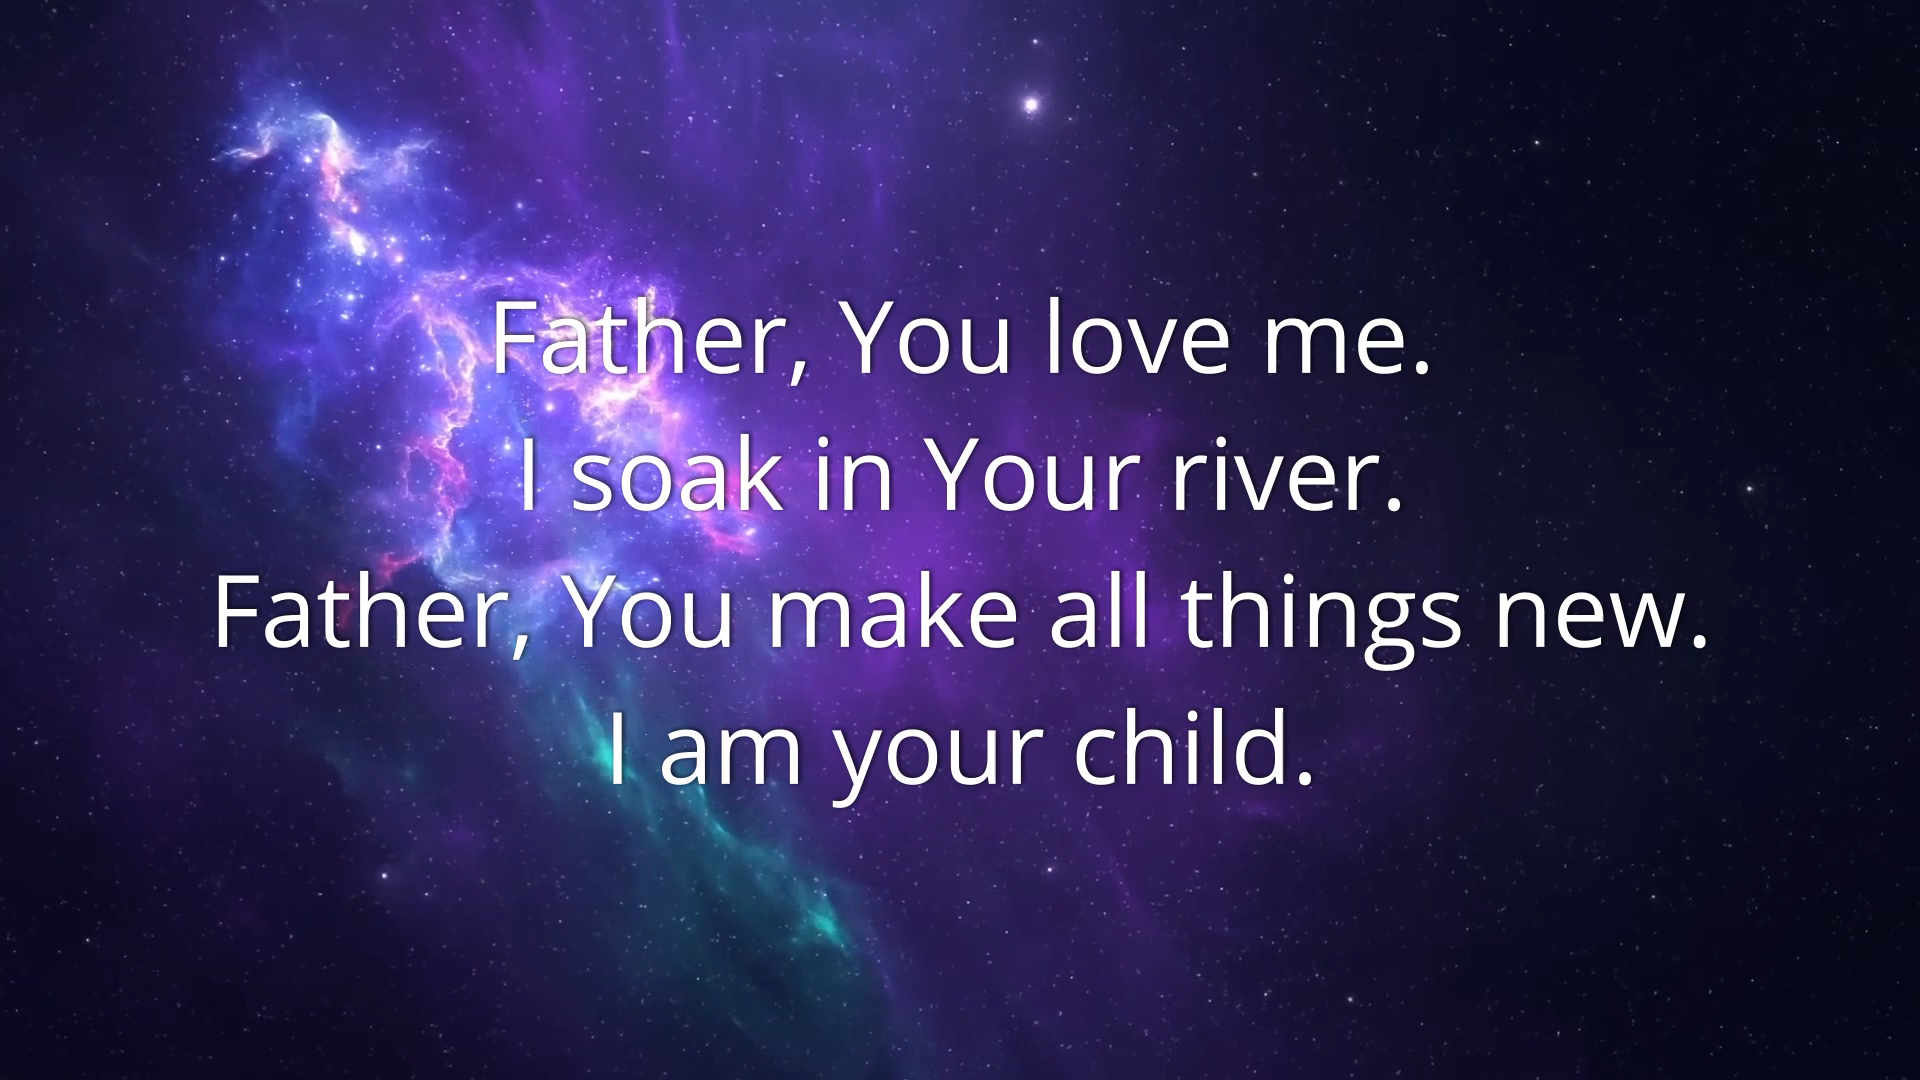 Father, You love me.
I soak in Your river.
Father, You make all things new.
I am your child.